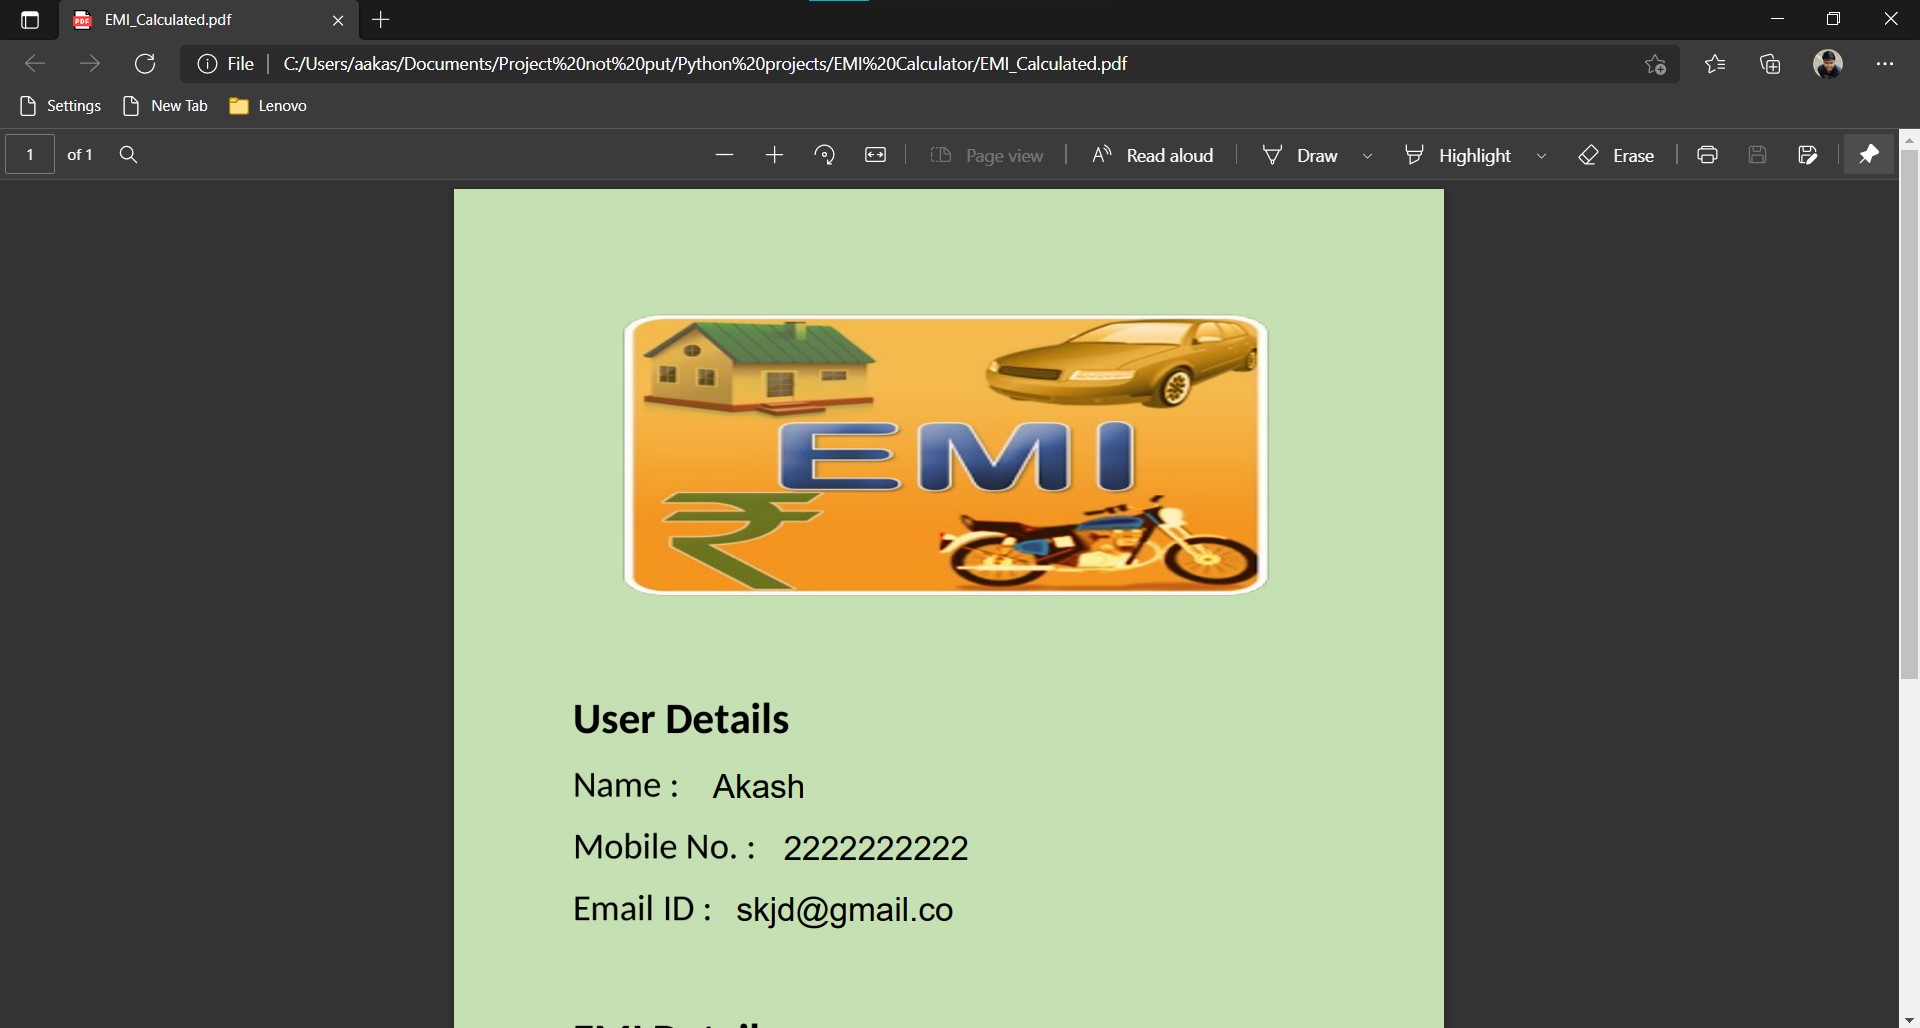 EMI_Calculated.pdf
File C:/Users/aakas/Documents/Project%20not%20put/Python%20projects/EMI%20Calculator/EMI_Calculated.pdf
Settings New Tab Lenovo
1 of 1 Page view Read aloud Draw Highlight Erase
EMI
₹
User Details
Name : Akash
Mobile No. : 2222222222
Email ID : skjd@gmail.co